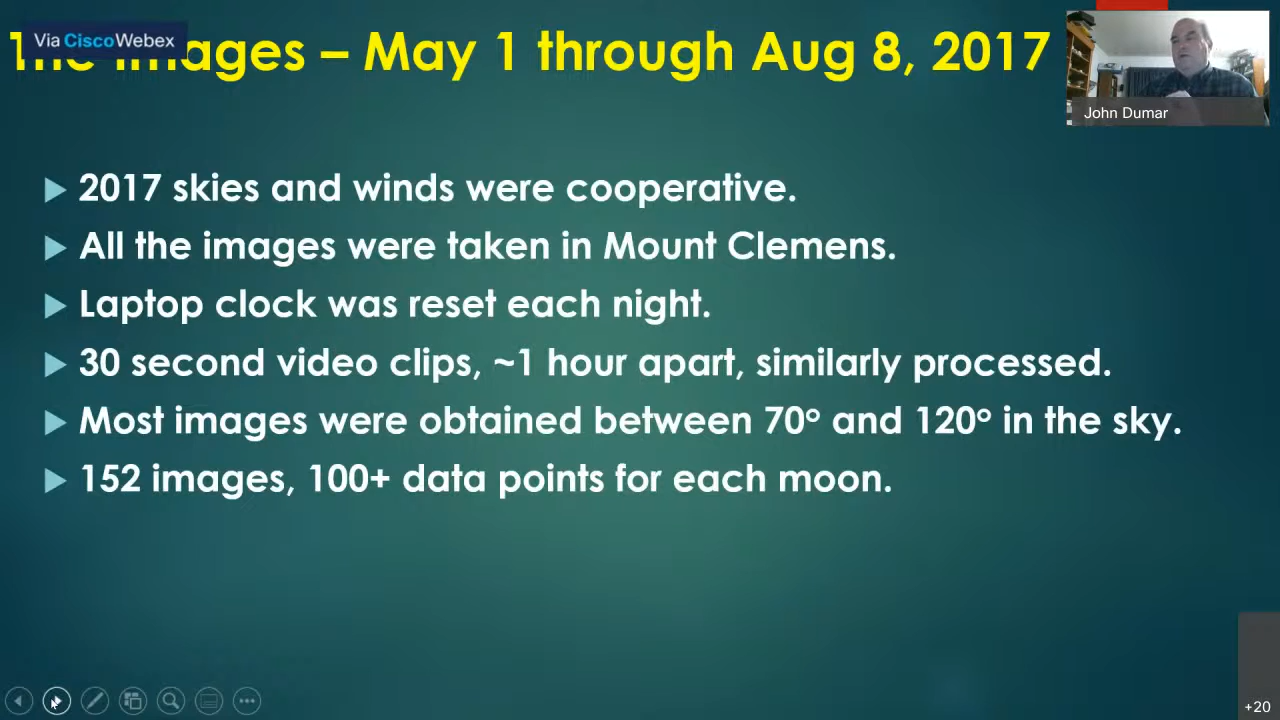 Via CiscoWebex
Images – May 1 through Aug 8, 2017
John Dumar
2017 skies and winds were cooperative.
All the images were taken in Mount Clemens.
Laptop clock was reset each night.
30 second video clips, ~1 hour apart, similarly processed.
Most images were obtained between 70° and 120° in the sky.
152 images, 100+ data points for each moon.
+20